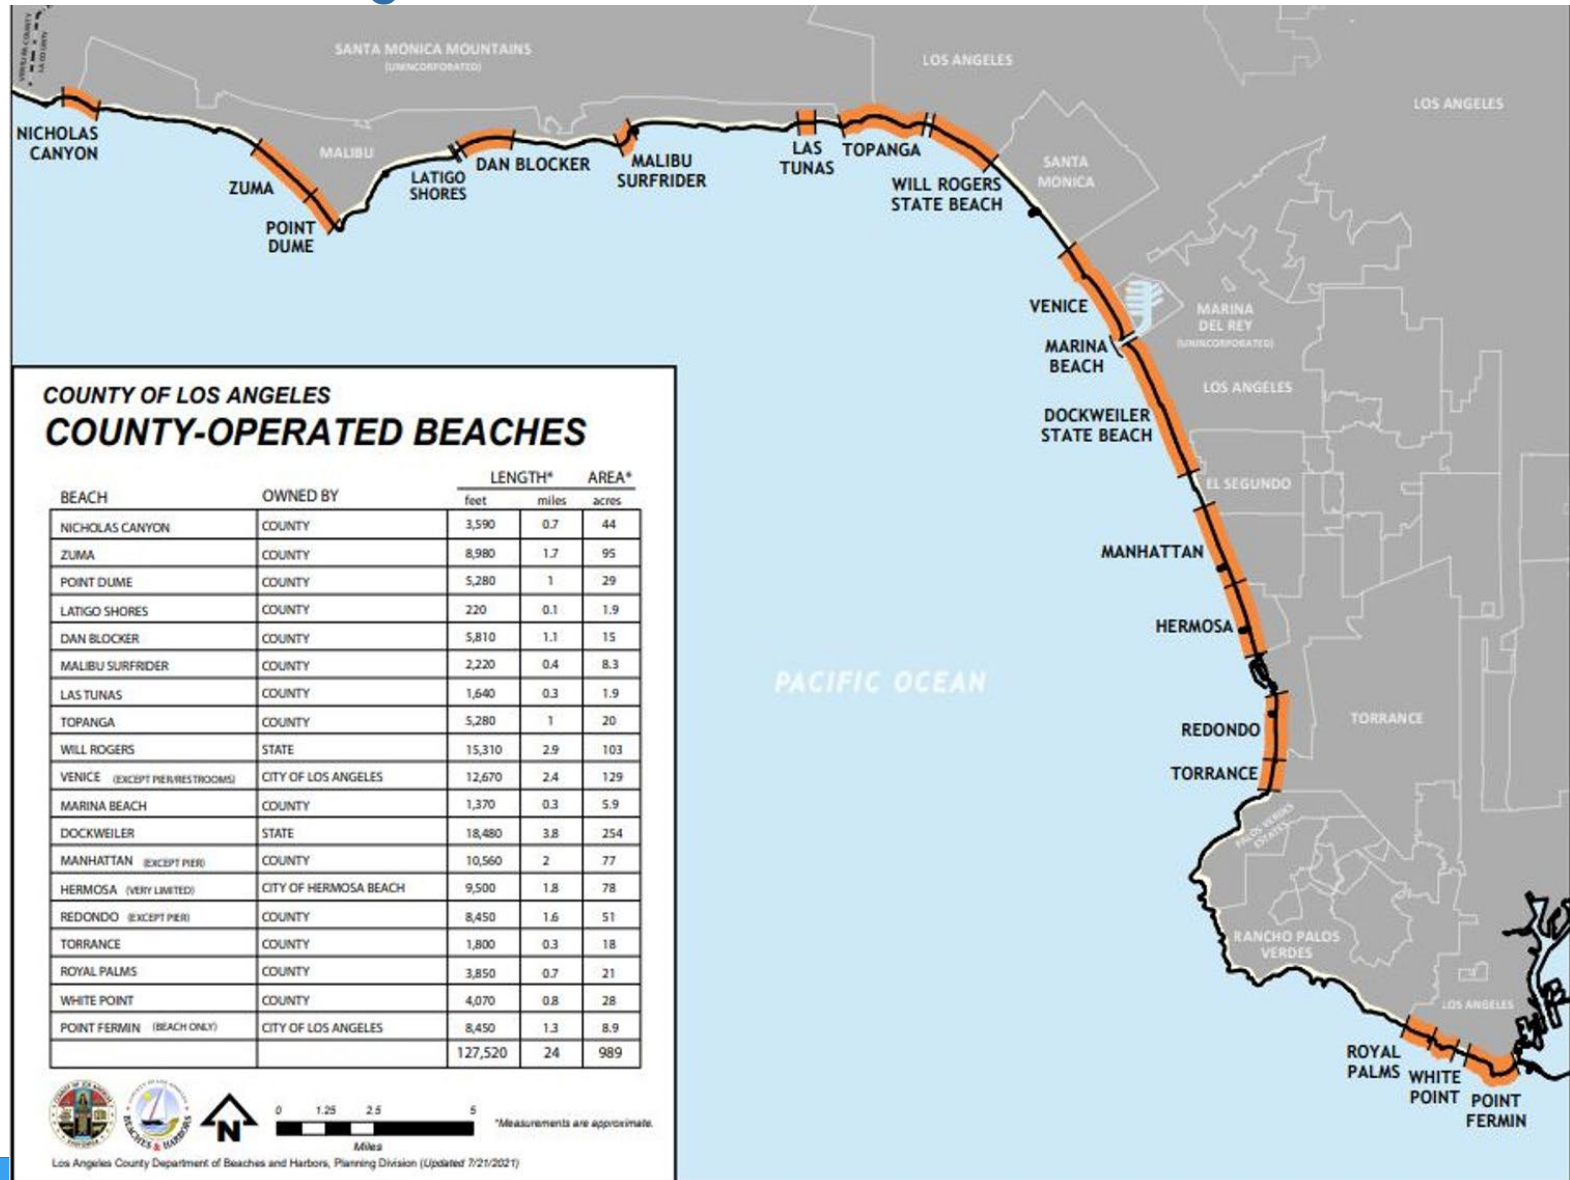 VENTURA COUNTY
LA COUNTY
SANTA MONICA MOUNTAINS
(UNINCORPORATED)
LOS ANGELES
LOS ANGELES
NICHOLAS
CANYON
MALIBU
ZUMA
POINT
DUME
LATIGO
SHORES
DAN BLOCKER
MALIBU
SURFRIDER
LAS
TUNAS
TOPANGA
WILL ROGERS
STATE BEACH
SANTA
MONICA
VENICE
MARINA
DEL REY
(UNINCORPORATED)
MARINA
BEACH
LOS ANGELES
DOCKWEILER
STATE BEACH
EL SEGUNDO
MANHATTAN
HERMOSA
PACIFIC OCEAN
REDONDO
TORRANCE
TORRANCE
PALOS VERDES
ESTATES
RANCHO PALOS
VERDES
LOS ANGELES
ROYAL
PALMS
WHITE
POINT
POINT
FERMIN
COUNTY OF LOS ANGELES
COUNTY-OPERATED BEACHES
LENGTH* AREA*
BEACH OWNED BY feet miles acres
NICHOLAS CANYON COUNTY 3,590 0.7 44
ZUMA COUNTY 8,980 1.7 95
POINT DUME COUNTY 5,280 1 29
LATIGO SHORES COUNTY 220 0.1 1.9
DAN BLOCKER COUNTY 5,810 1.1 15
MALIBU SURFRIDER COUNTY 2,220 0.4 8.3
LAS TUNAS COUNTY 1,640 0.3 1.9
TOPANGA COUNTY 5,280 1 20
WILL ROGERS STATE 15,310 2.9 103
VENICE (EXCEPT PIER/RESTROOMS) CITY OF LOS ANGELES 12,670 2.4 129
MARINA BEACH COUNTY 1,370 0.3 5.9
DOCKWEILER STATE 18,480 3.8 254
MANHATTAN (EXCEPT PIER) COUNTY 10,560 2 77
HERMOSA (VERY LIMITED) CITY OF HERMOSA BEACH 9,500 1.8 78
REDONDO (EXCEPT PIER) COUNTY 8,450 1.6 51
TORRANCE COUNTY 1,800 0.3 18
ROYAL PALMS COUNTY 3,850 0.7 21
WHITE POINT COUNTY 4,070 0.8 28
POINT FERMIN (BEACH ONLY) CITY OF LOS ANGELES 8,450 1.3 8.9
127,520 24 989
BEACHES & HARBORS
N
0 1.25 2.5 5
Miles
*Measurements are approximate.
Los Angeles County Department of Beaches and Harbors, Planning Division (Updated 7/21/2021)